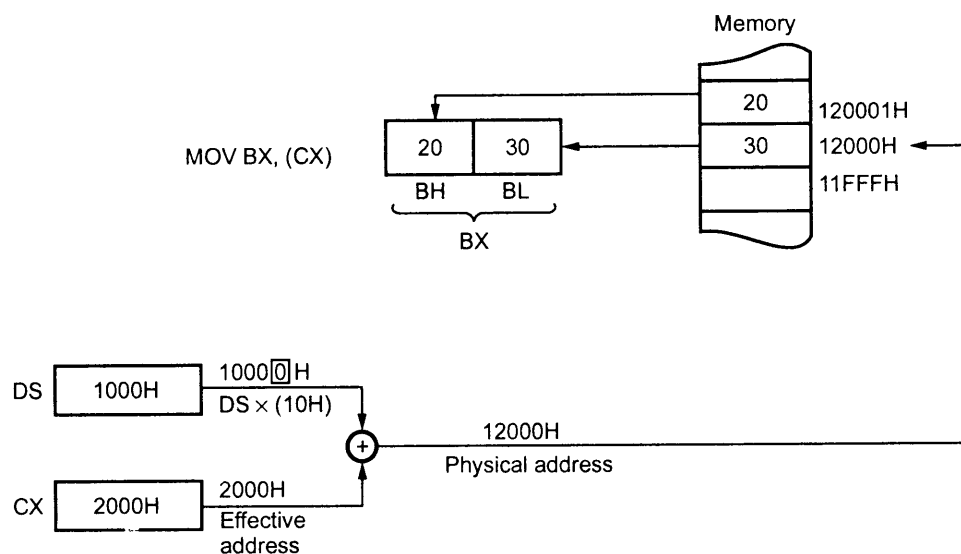 Memory
20
120001H
MOV BX, (CX)
20
30
30
12000H
11FFFH
BH
BL
BX
DS
1000H
10000H
DS × (10H)
12000H
Physical address
CX
2000H
2000H
Effective
address